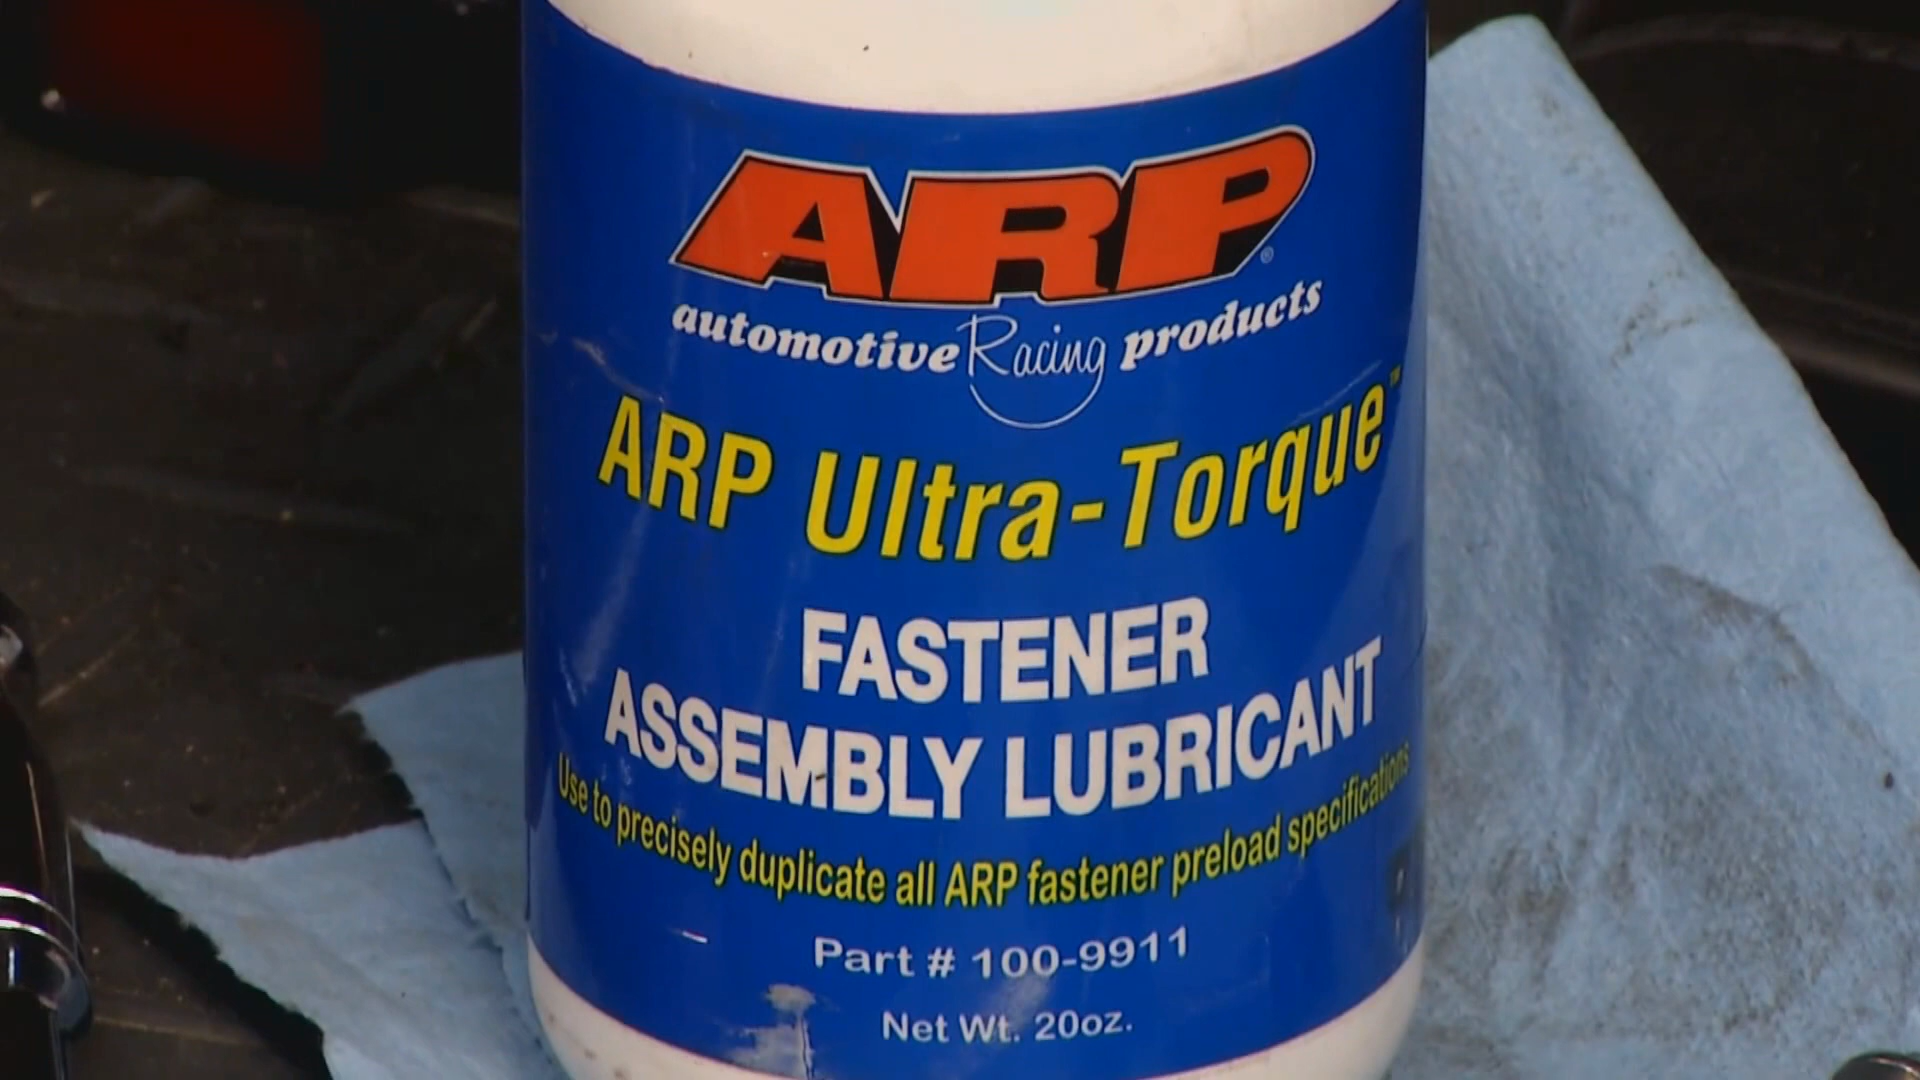 ARP®
automotive Racing products
ARP Ultra-Torque™
FASTENER
ASSEMBLY LUBRICANT
Use to precisely duplicate all ARP fastener preload specifications
Part # 100-9911
Net Wt. 20oz.